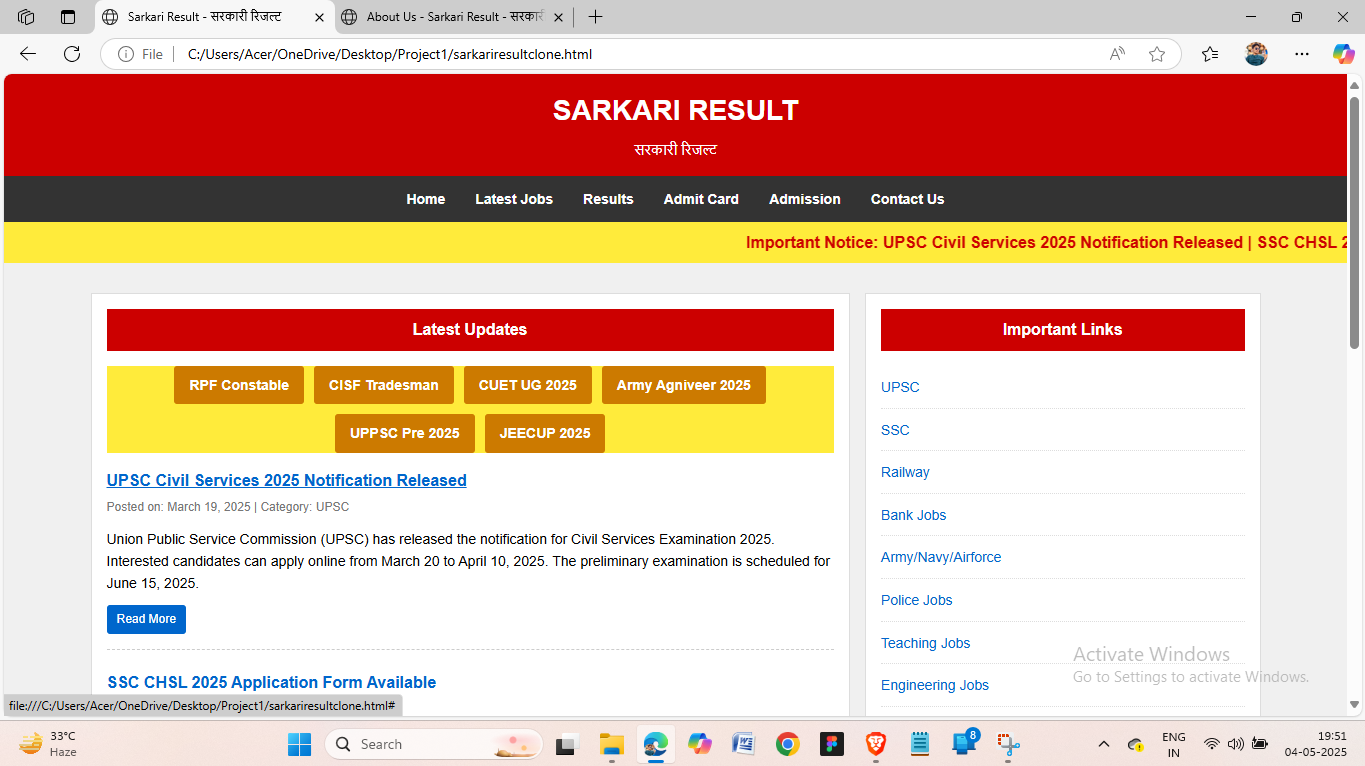 Sarkari Result - सरकारी रिजल्ट
About Us - Sarkari Result - सरकारी
File
C:/Users/Acer/OneDrive/Desktop/Project1/sarkariresultclone.html
SARKARI RESULT
सरकारी रिजल्ट
Home Latest Jobs Results Admit Card Admission Contact Us
Important Notice: UPSC Civil Services 2025 Notification Released | SSC CHSL 2
Latest Updates
RPF Constable CISF Tradesman CUET UG 2025 Army Agniveer 2025
UPPSC Pre 2025 JEECUP 2025
UPSC Civil Services 2025 Notification Released
Posted on: March 19, 2025 | Category: UPSC
Union Public Service Commission (UPSC) has released the notification for Civil Services Examination 2025.
Interested candidates can apply online from March 20 to April 10, 2025. The preliminary examination is scheduled for
June 15, 2025.
Read More
SSC CHSL 2025 Application Form Available
Important Links
UPSC
SSC
Railway
Bank Jobs
Army/Navy/Airforce
Police Jobs
Teaching Jobs
Engineering Jobs
Activate Windows
Go to Settings to activate Windows.
file:///C:/Users/Acer/OneDrive/Desktop/Project1/sarkariresultclone.html#
33°C
Haze
Search
8
ENG
IN
19:51
04-05-2025